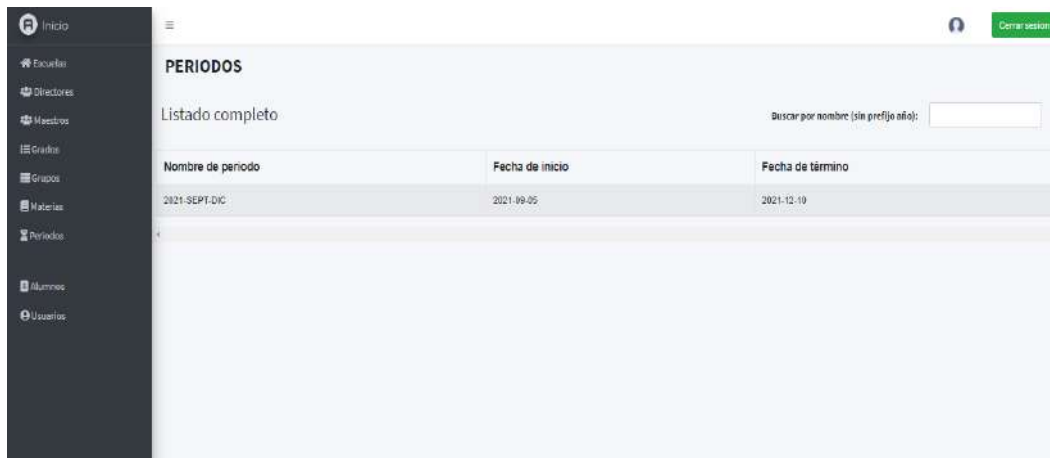 Inicio
Cerrar sesion
Escuelas
Directores
Maestros
Grados
Grupos
Materias
Periodos
Alumnos
Usuarios
PERIODOS
Listado completo
Buscar por nombre (sin prefijo año):
Nombre de periodo Fecha de inicio Fecha de término
2021-SEPT-DIC 2021-09-05 2021-12-10